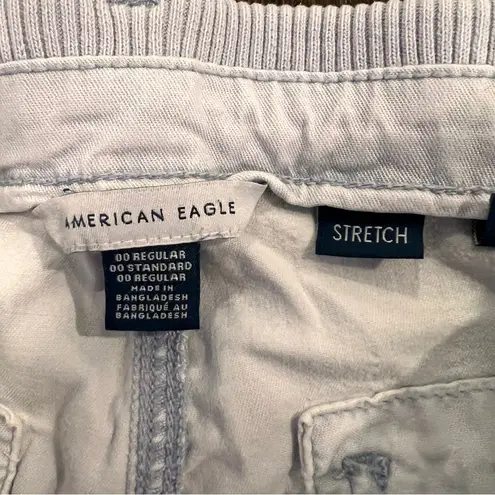 AMERICAN EAGLE
STRETCH
00 REGULAR
00 STANDARD
00 REGULAR
MADE IN
BANGLADESH
FABRIQUÉ AU
BANGLADESH